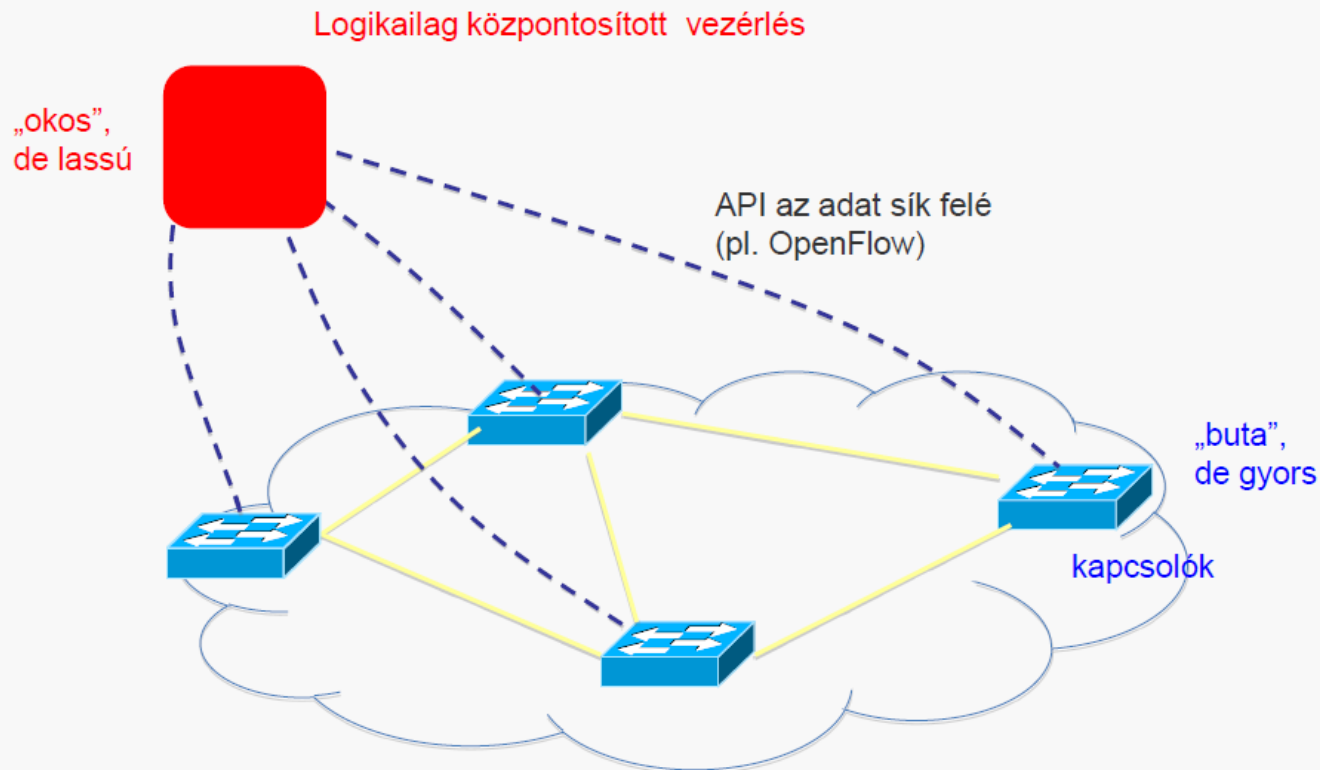 Logikailag központosított vezérlés
„okos”,
de lassú
API az adat sík felé
(pl. OpenFlow)
„buta”,
de gyors
kapcsolók